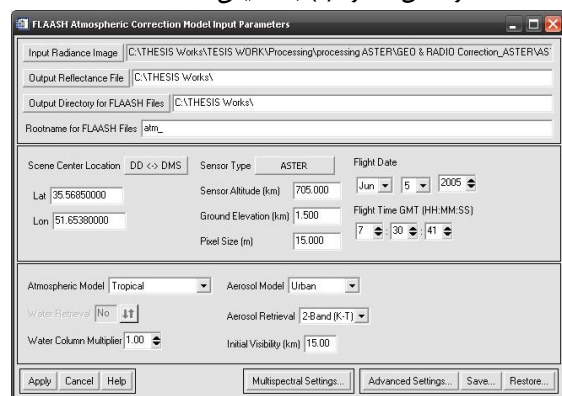 FLAASH Atmospheric Correction Model Input Parameters
Input Radiance Image C:\THESIS Works\TESIS WORK\Processing\processing ASTER\GEO & RADIO Correction_ASTER\AS
Output Reflectance File C:\THESIS Works\
Output Directory for FLAASH Files C:\THESIS Works\
Rootname for FLAASH Files atm_
Scene Center Location DD <-> DMS
Lat 35.56850000
Lon 51.65380000
Sensor Type ASTER
Sensor Altitude (km) 705.000
Ground Elevation (km) 1.500
Pixel Size (m) 15.000
Flight Date
Jun 5 2005
Flight Time GMT (HH:MM:SS)
7 : 30 : 41
Atmospheric Model Tropical
Water Retrieval No
Water Column Multiplier 1.00
Aerosol Model Urban
Aerosol Retrieval 2-Band (K-T)
Initial Visibility (km) 15.00
Apply Cancel Help Multispectral Settings... Advanced Settings... Save... Restore...